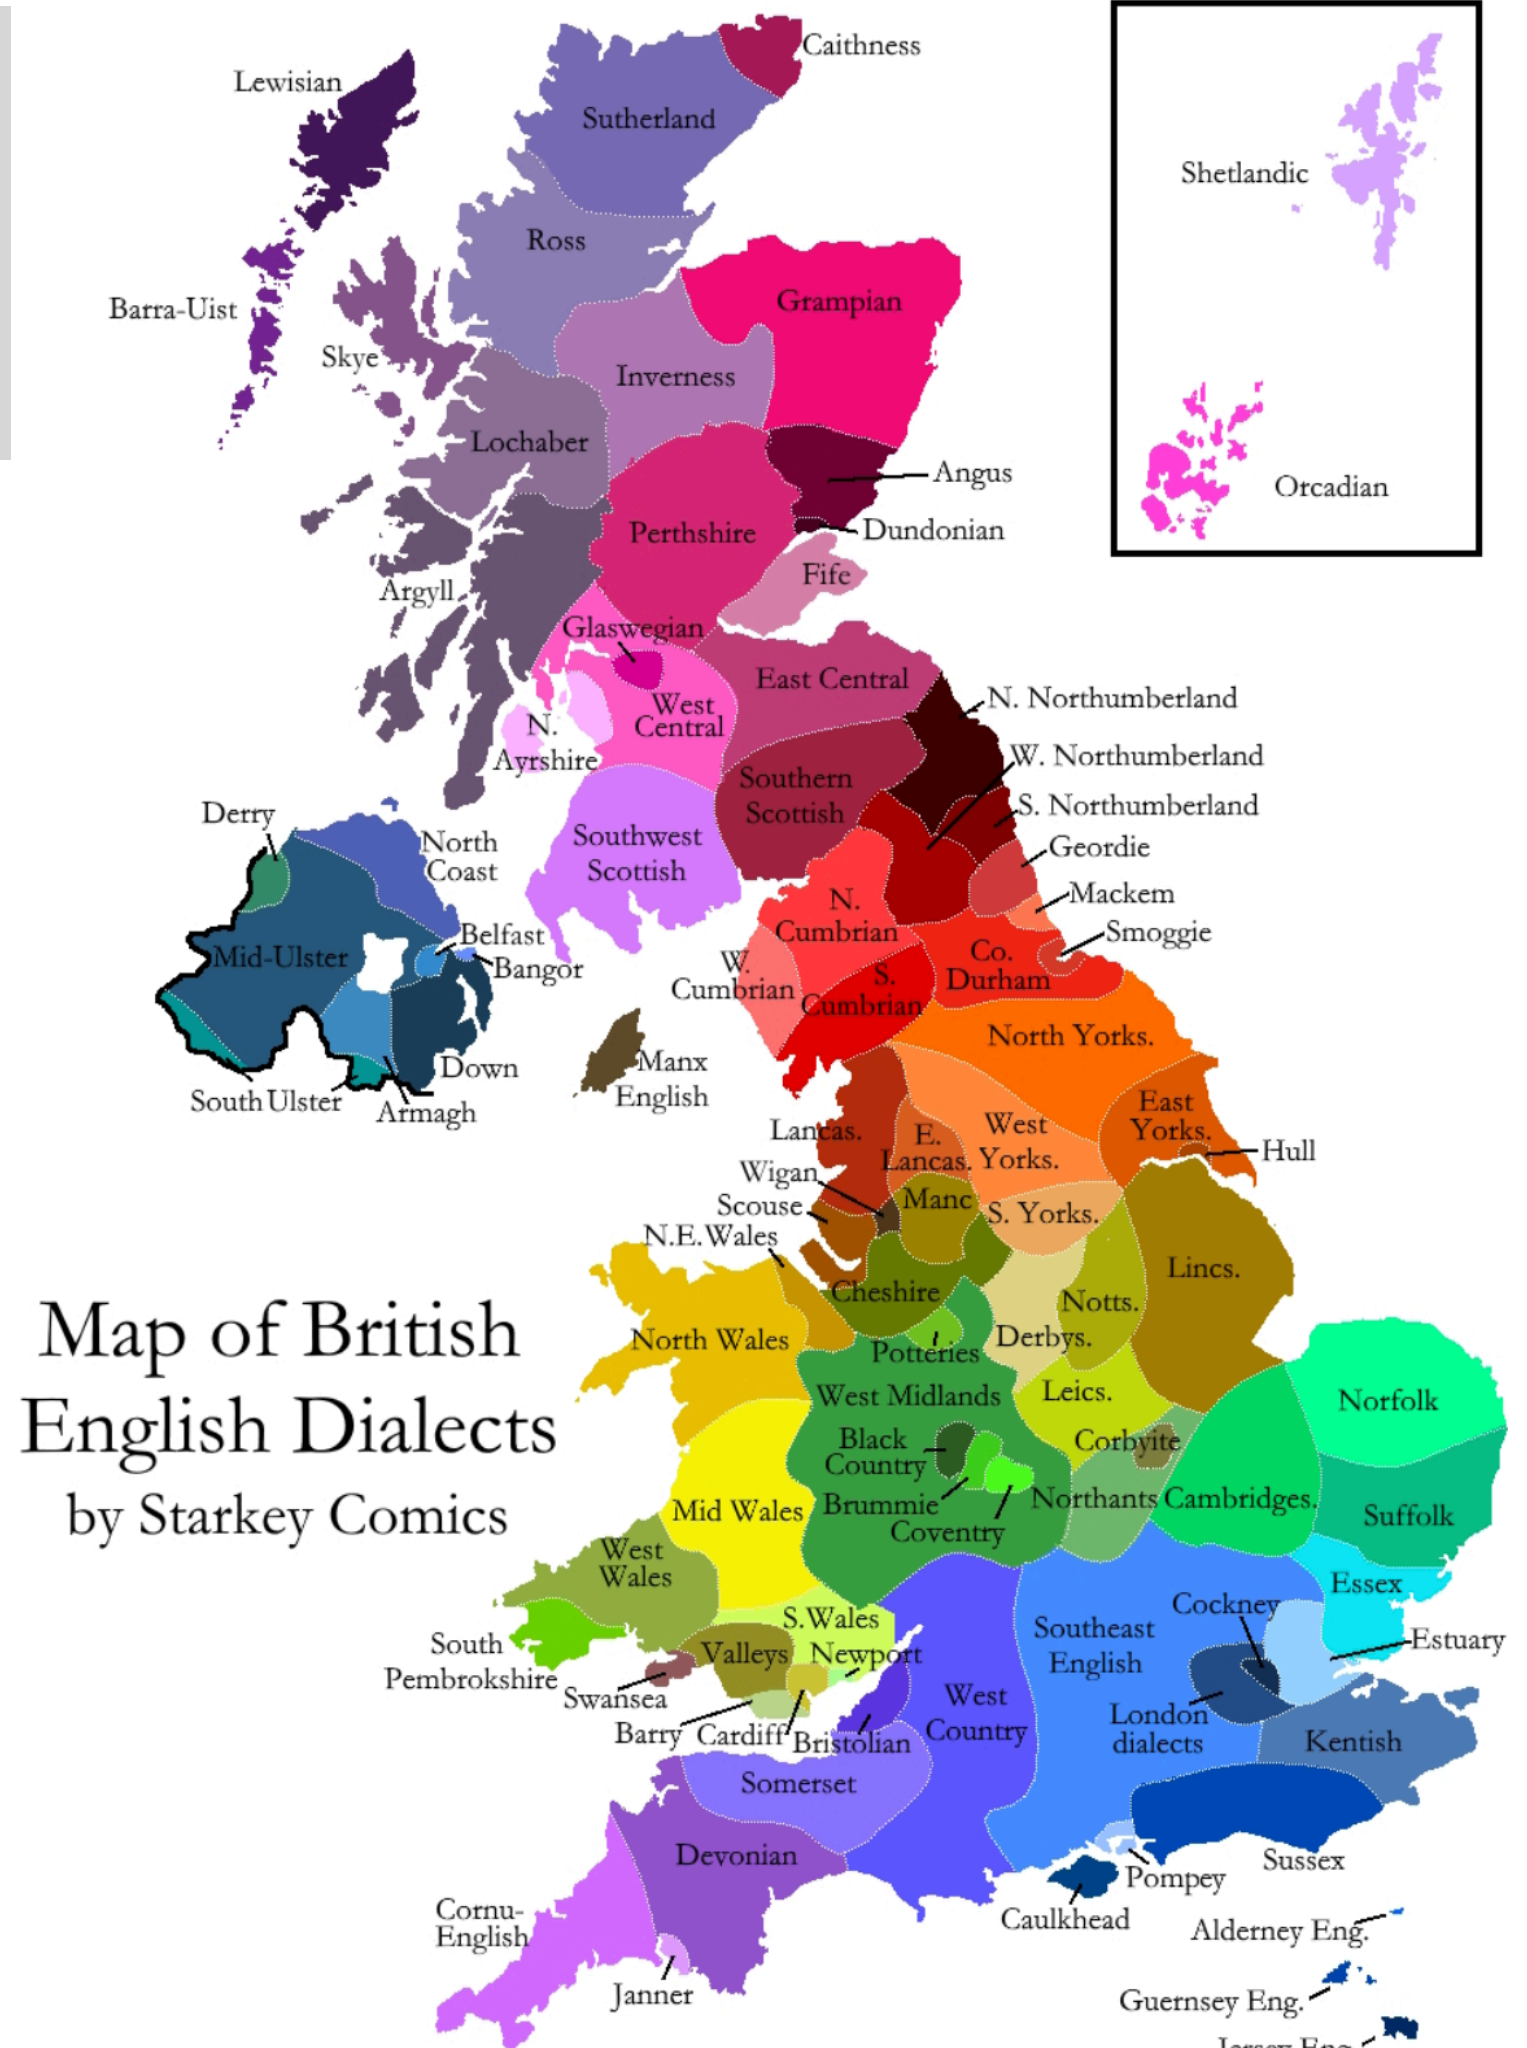 Caithness
Lewisian
Sutherland
Shetlandic
Ross
Barra-Uist
Grampian
Skye
Inverness
Lochaber
Angus
Orcadian
Perthshire
Dundonian
Fife
Argyll
Glaswegian
East Central
West
Central
N. Northumberland
N.
Ayrshire
W. Northumberland
Southern
Scottish
S. Northumberland
Derry
North
Coast
Southwest
Scottish
Geordie
Mackem
N.
Cumbrian
Smoggie
Belfast
Mid-Ulster
Bangor
Co.
Durham
W.
Cumbrian
S.
Cumbrian
North Yorks.
Manx
English
Down
South Ulster
Armagh
East
Yorks.
Lancas.
E.
Lancas.
West
Yorks.
Hull
Wigan
Manc
Scouse
S. Yorks.
N.E.Wales
Lincs.
Cheshire
Notts.
Map of British
English Dialects
by Starkey Comics
North Wales
Derbys.
Potteries
West Midlands
Leics.
Norfolk
Black
Country
Corbyite
Brummie
Northants
Cambridges.
Mid Wales
Suffolk
Coventry
West
Wales
Essex
Cockney
S.Wales
Southeast
English
Estuary
South
Pembrokshire
Valleys
Newport
Swansea
West
Country
London
dialects
Barry
Cardiff
Bristolian
Kentish
Somerset
Devonian
Sussex
Pompey
Cornu-
English
Caulkhead
Alderney Eng.
Janner
Guernsey Eng.
Jersey Eng.